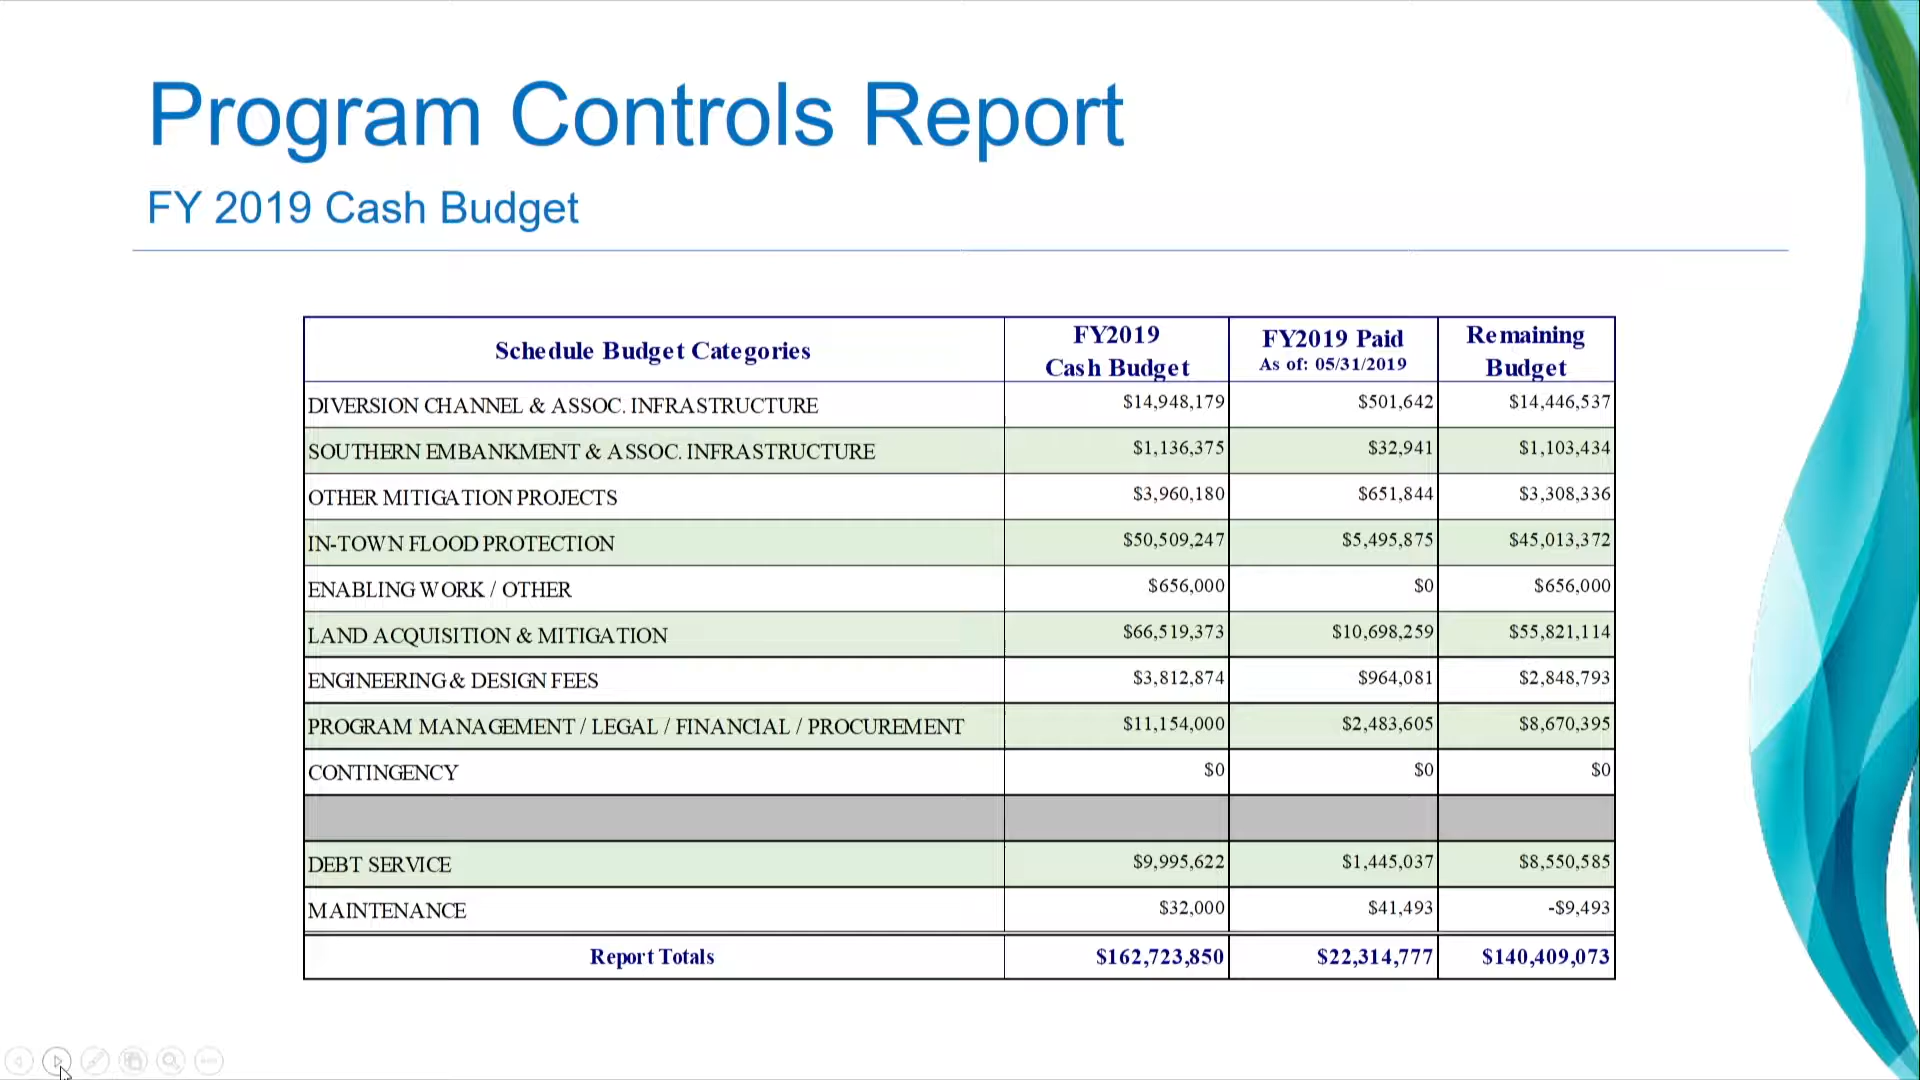 Program Controls Report
FY 2019 Cash Budget
Schedule Budget Categories FY2019 Cash Budget FY2019 Paid As of: 05/31/2019 Remaining Budget
DIVERSION CHANNEL & ASSOC. INFRASTRUCTURE $14,948,179 $501,642 $14,446,537
SOUTHERN EMBANKMENT & ASSOC. INFRASTRUCTURE $1,136,375 $32,941 $1,103,434
OTHER MITIGATION PROJECTS $3,960,180 $651,844 $3,308,336
IN-TOWN FLOOD PROTECTION $50,509,247 $5,495,875 $45,013,372
ENABLING WORK / OTHER $656,000 $0 $656,000
LAND ACQUISITION & MITIGATION $66,519,373 $10,698,259 $55,821,114
ENGINEERING & DESIGN FEES $3,812,874 $964,081 $2,848,793
PROGRAM MANAGEMENT / LEGAL / FINANCIAL / PROCUREMENT $11,154,000 $2,483,605 $8,670,395
CONTINGENCY $0 $0 $0
DEBT SERVICE $9,995,622 $1,445,037 $8,550,585
MAINTENANCE $32,000 $41,493 -$9,493
Report Totals $162,723,850 $22,314,777 $140,409,073